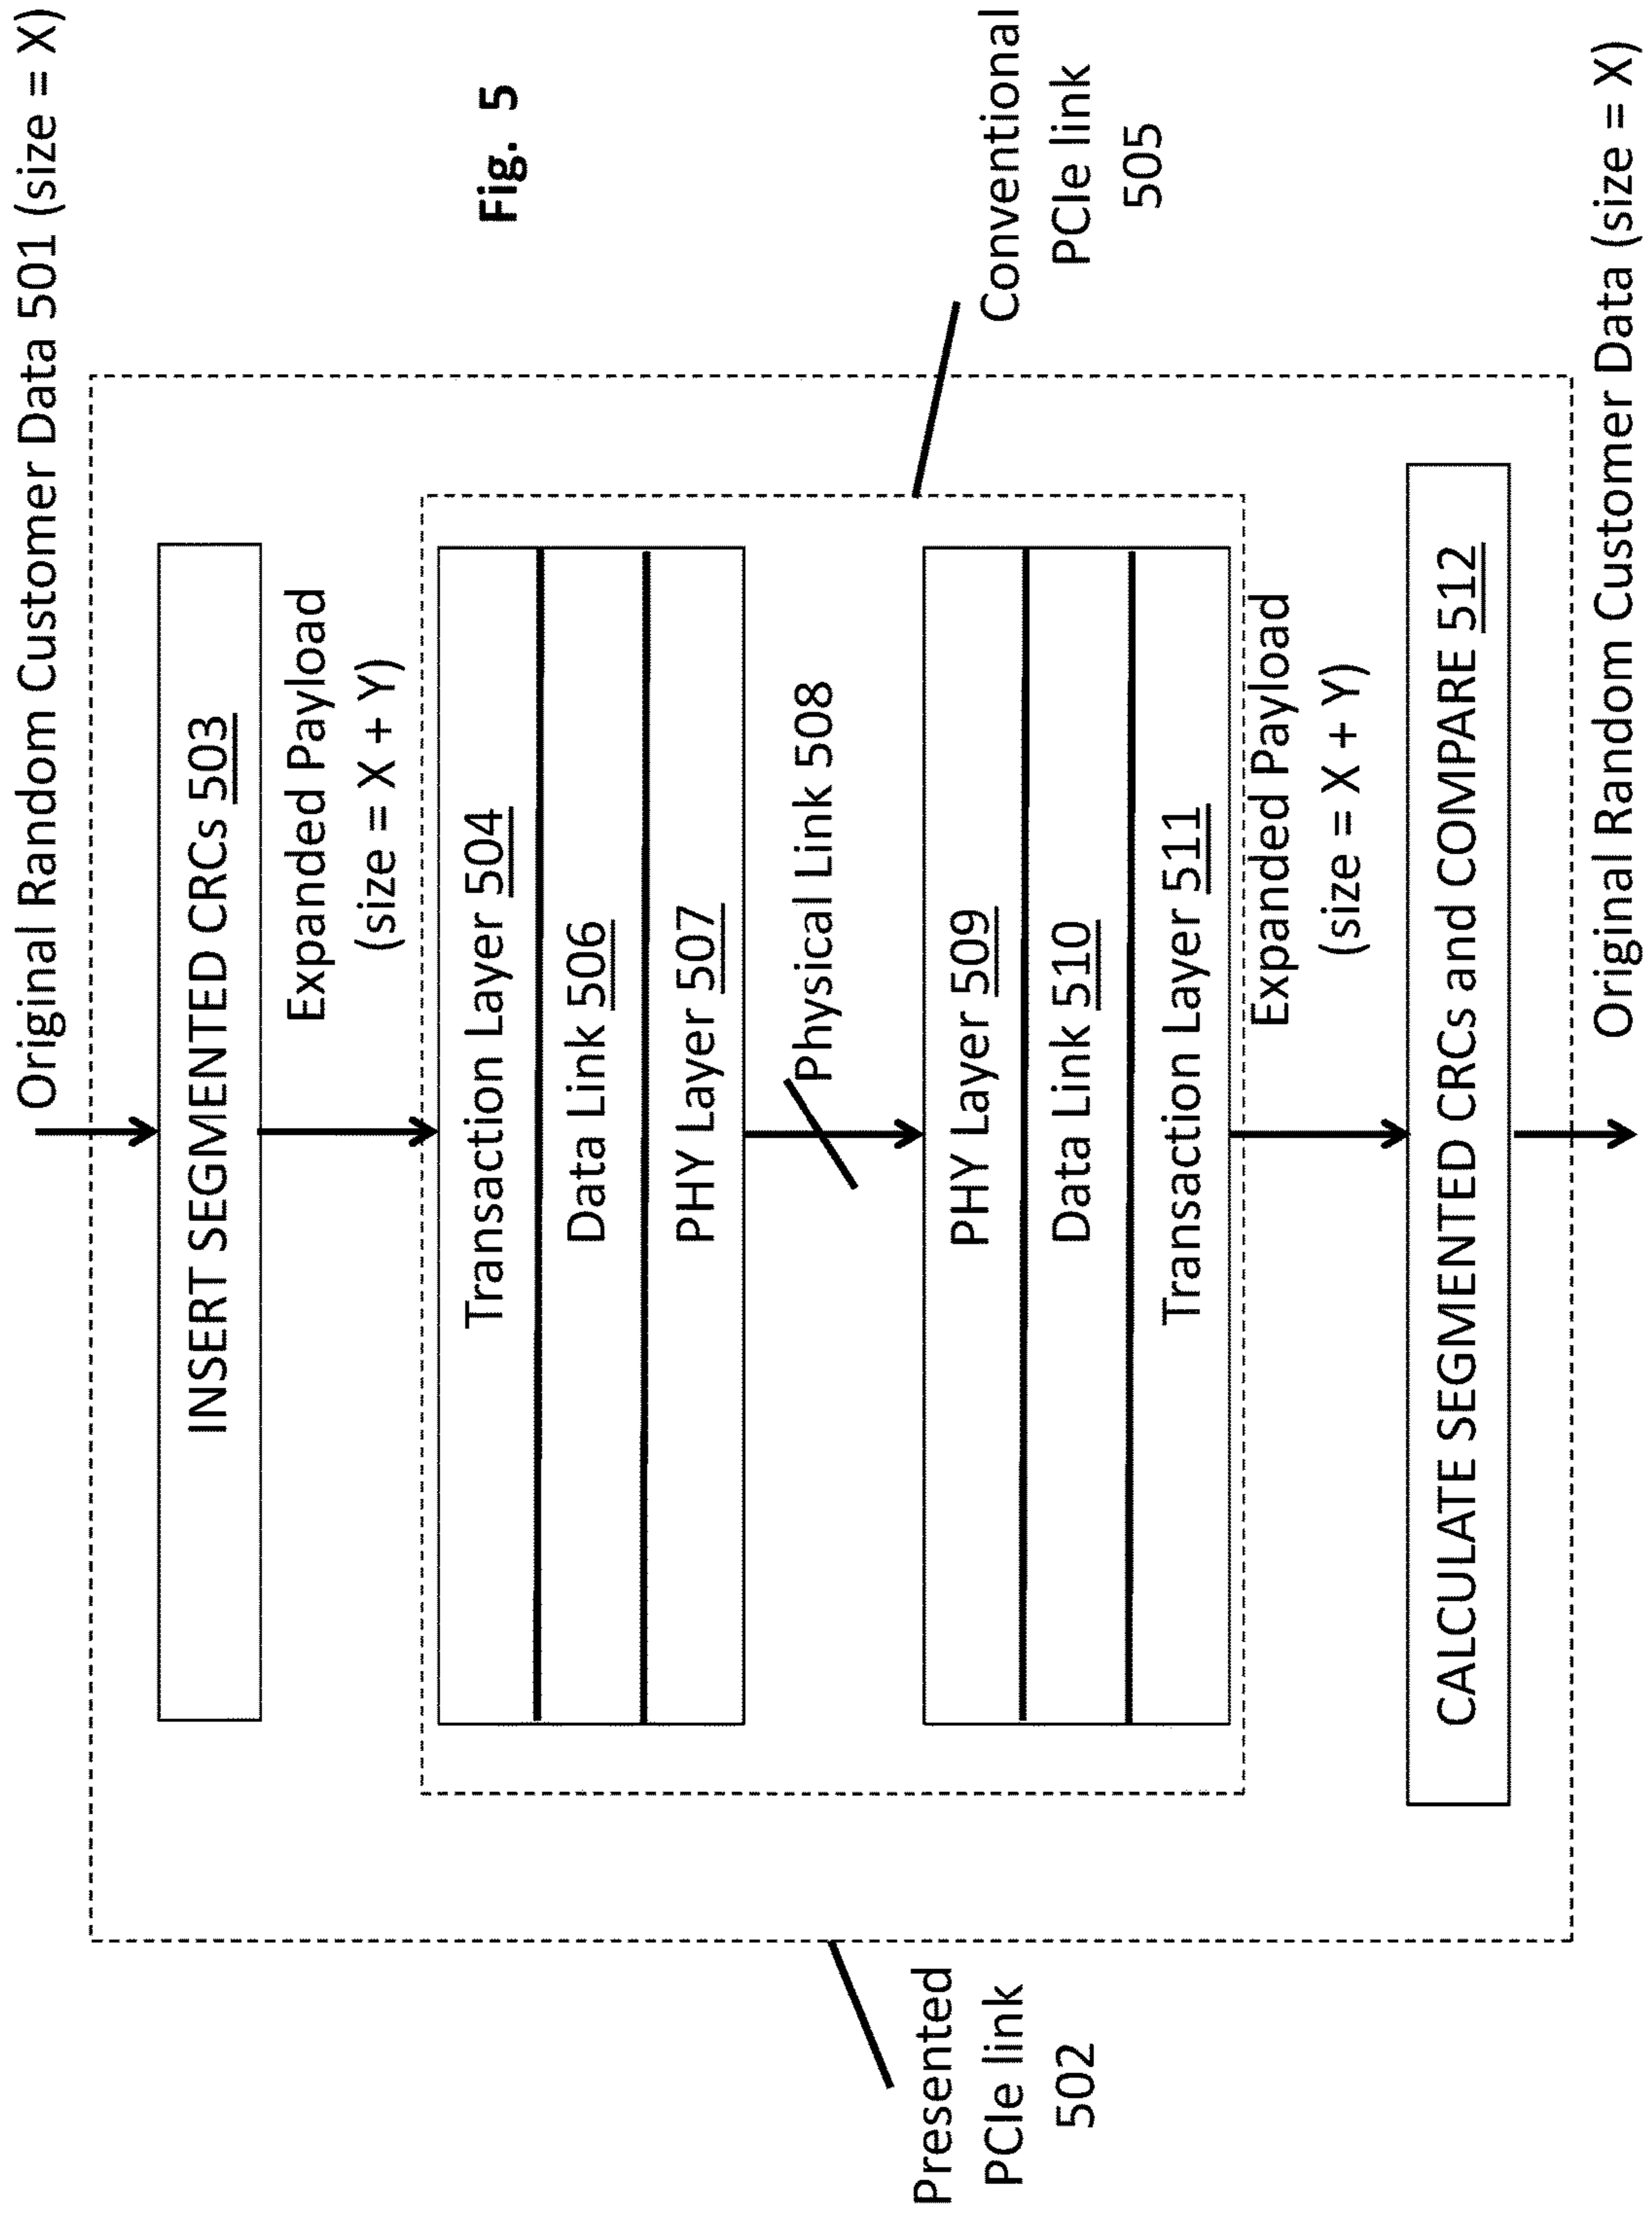 Original Random Customer Data 501 (size = X)
INSERT SEGMENTED CRCs 503
Expanded Payload
(size = X + Y)
Fig. 5
Transaction Layer 504
Data Link 506
PHY Layer 507
Physical Link 508
Presented
PCIe link
502
Conventional
PCIe link
505
PHY Layer 509
Data Link 510
Transaction Layer 511
Expanded Payload
(size = X + Y)
CALCULATE SEGMENTED CRCs and COMPARE 512
Original Random Customer Data (size = X)